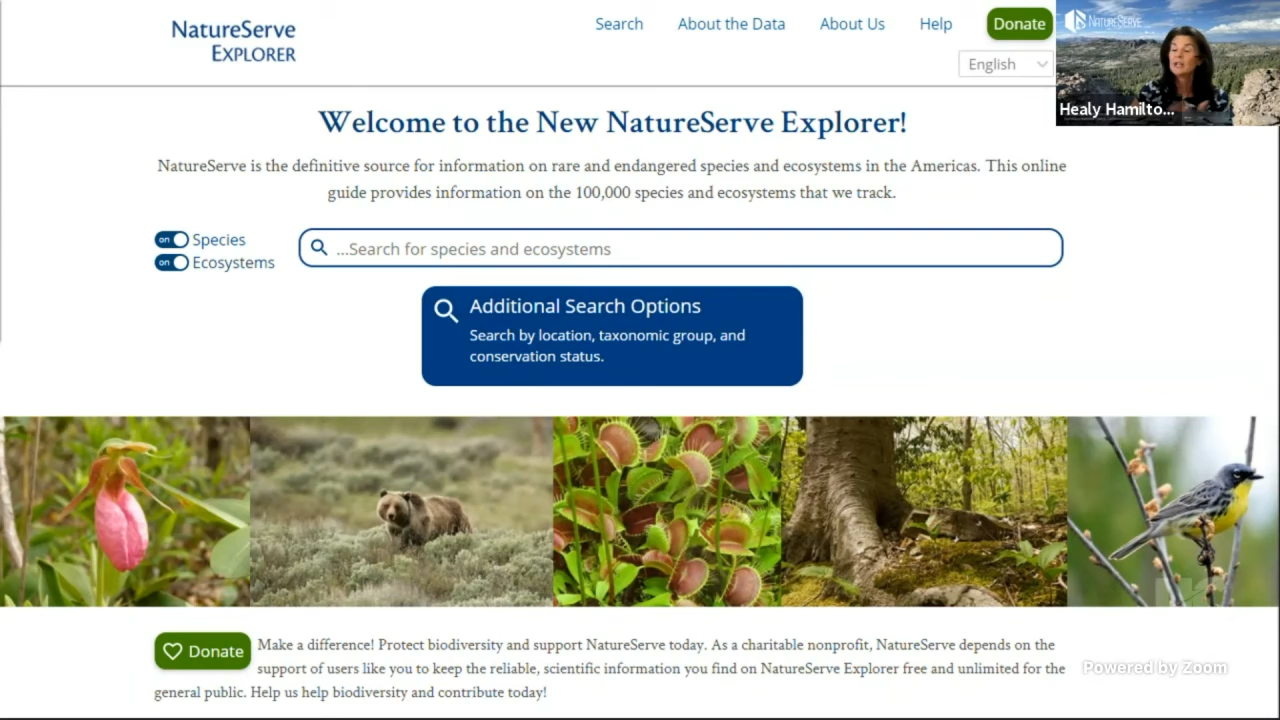 NatureServe
EXPLORER
Search
About the Data
About Us
Help
Donate
English
NATURESERVE
Healy Hamilto...
Welcome to the New NatureServe Explorer!
NatureServe is the definitive source for information on rare and endangered species and ecosystems in the Americas. This online
guide provides information on the 100,000 species and ecosystems that we track.
on Species
on Ecosystems
...Search for species and ecosystems
Additional Search Options
Search by location, taxonomic group, and
conservation status.
Donate
Make a difference! Protect biodiversity and support NatureServe today. As a charitable nonprofit, NatureServe depends on the
support of users like you to keep the reliable, scientific information you find on NatureServe Explorer free and unlimited for the
general public. Help us help biodiversity and contribute today!
Powered by Zoom